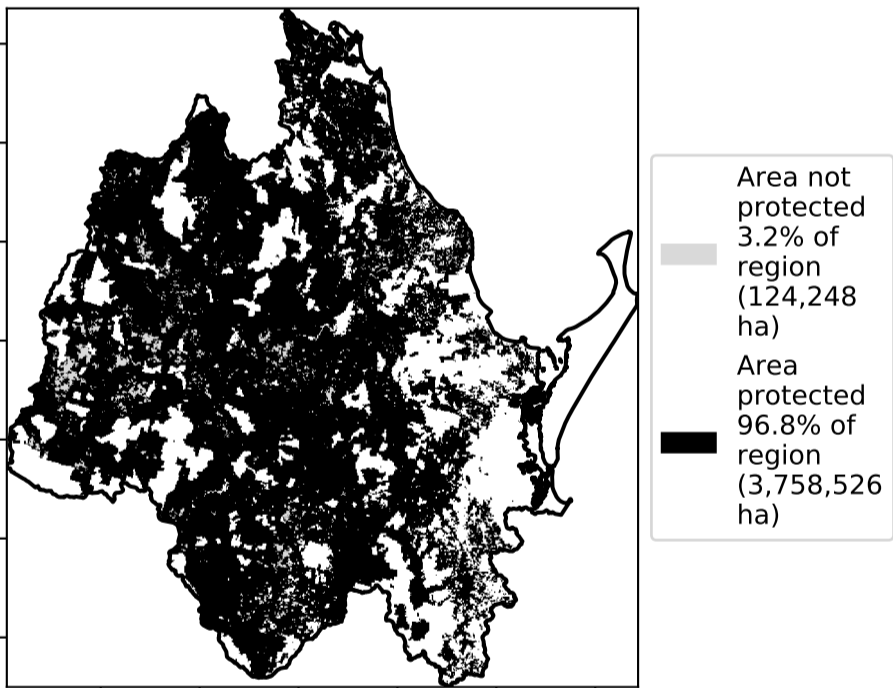 Area not
protected
3.2% of
region
(124,248
ha)
Area
protected
96.8% of
region
(3,758,526
ha)